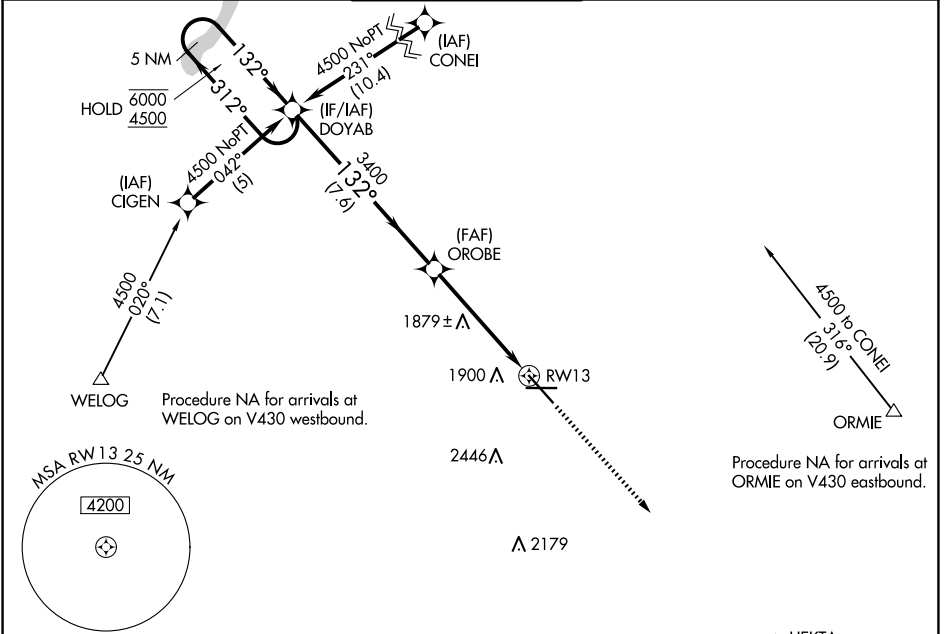 (IAF)
CONEI
4500 NoPT
231°
(10.4)
5 NM
132°
312°
HOLD
6000
4500
(IF/IAF)
DOYAB
4500 NoPT
042°
(5)
(IAF)
CIGEN
3400
132°
(7.6)
(FAF)
OROBE
4500
020°
(7.1)
1879±
4500 to CONEI
316°
(20.9)
1900
RW13
WELOG
Procedure NA for arrivals at
WELOG on V430 westbound.
ORMIE
Procedure NA for arrivals at
ORMIE on V430 eastbound.
2446
MSA RW13 25 NM
4200
2179